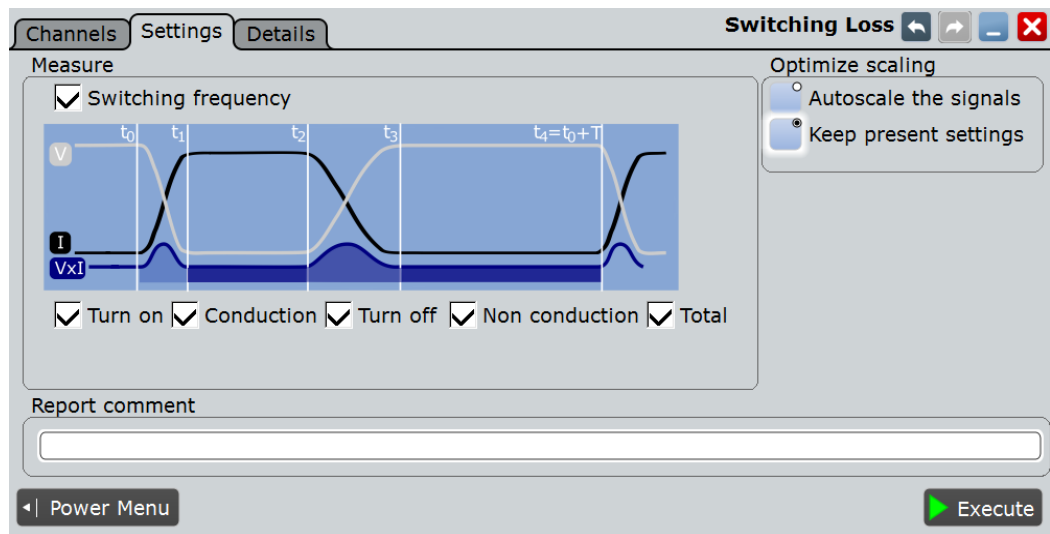 Channels Settings Details Switching Loss
Measure
Switching frequency
t0 t1 t2 t3 t4=t0+T
V
I
VxI
Turn on Conduction Turn off Non conduction Total
Optimize scaling
Autoscale the signals
Keep present settings
Report comment
Power Menu
Execute